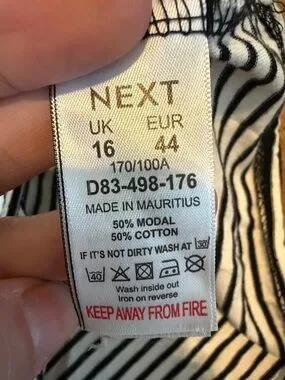 NEXT
UK EUR
16 44
170/100A
D83-498-176
MADE IN MAURITIUS
50% MODAL
50% COTTON
IF IT'S NOT DIRTY WASH AT 30
40
Wash inside out
Iron on reverse
KEEP AWAY FROM FIRE